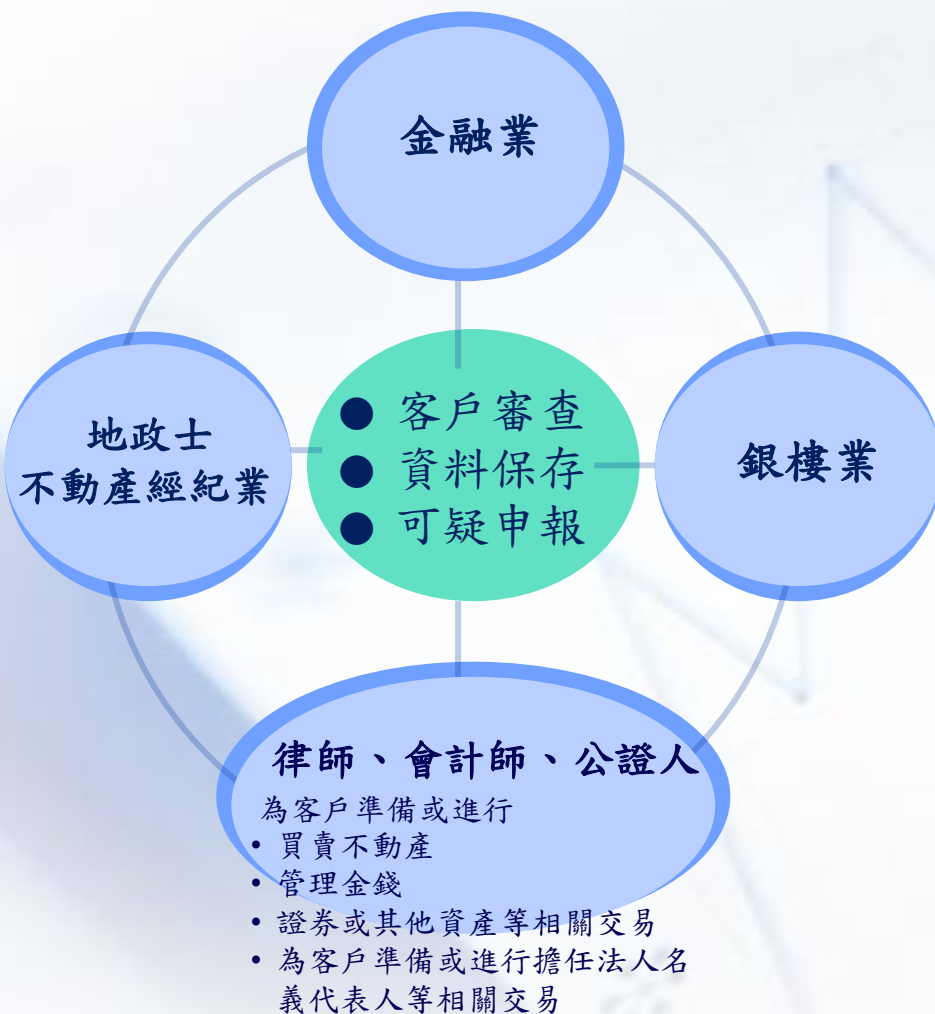 金融業
地政士
不動產經紀業
● 客戶審查
● 資料保存
● 可疑申報
銀樓業
律師、會計師、公證人
為客戶準備或進行
• 買賣不動產
• 管理金錢
• 證券或其他資產等相關交易
• 為客戶準備或進行擔任法人名
義代表人等相關交易